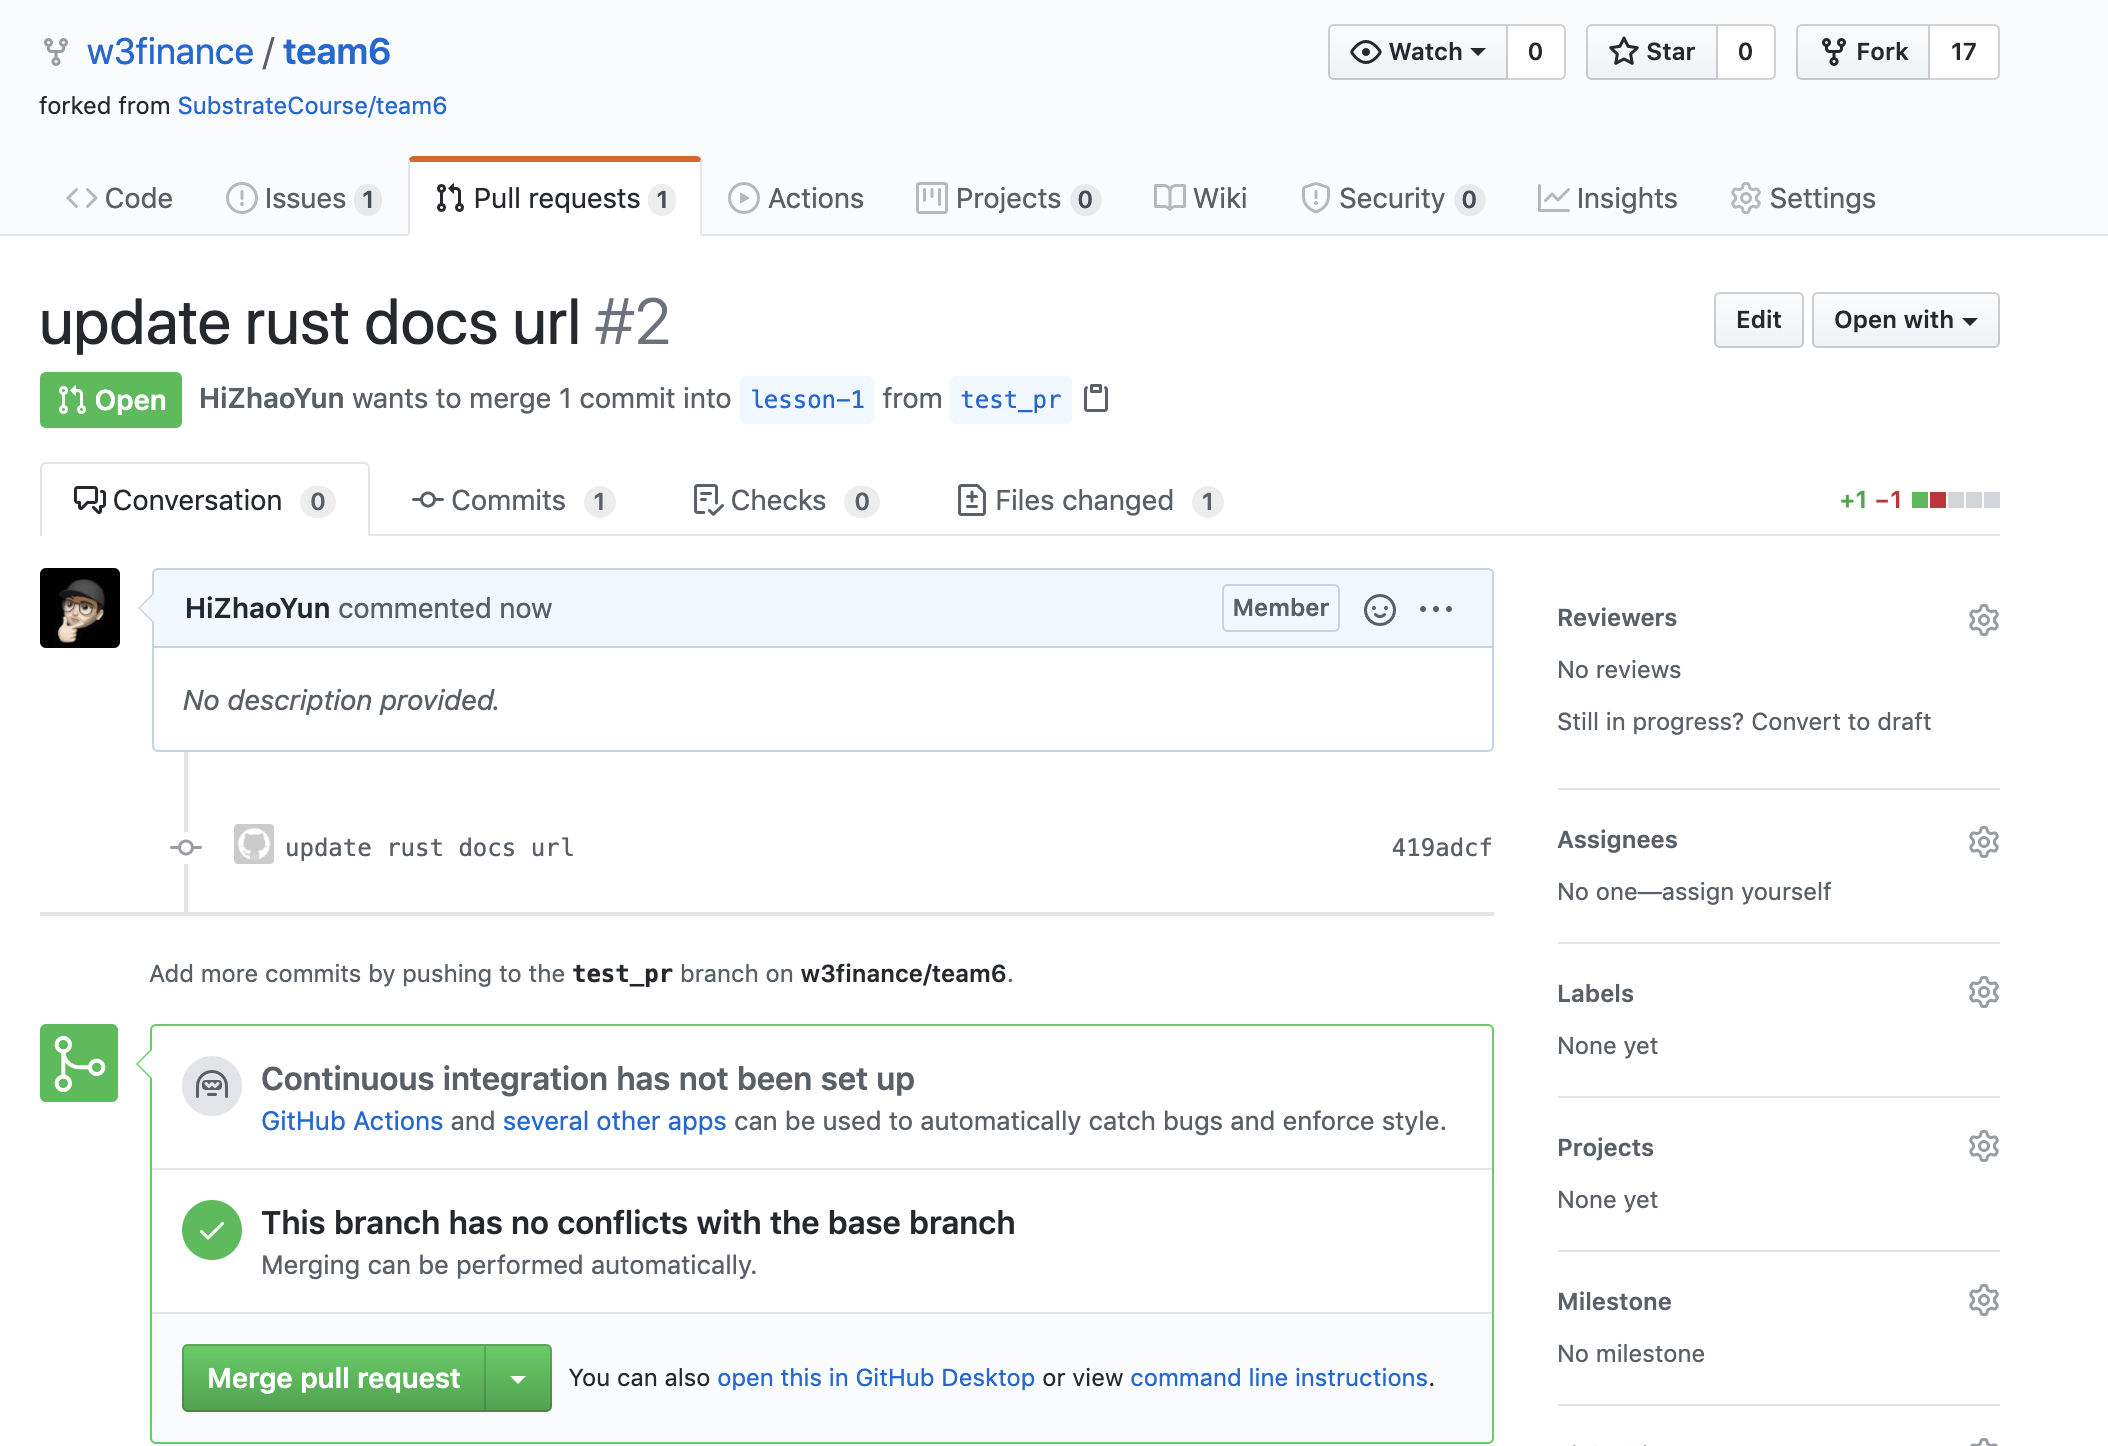 w3finance / team6
Watch 0 Star 0 Fork 17
forked from SubstrateCourse/team6
Code Issues 1 Pull requests 1 Actions Projects 0 Wiki Security 0 Insights Settings
update rust docs url #2
Edit Open with
Open HiZhaoYun wants to merge 1 commit into lesson-1 from test_pr
Conversation 0 Commits 1 Checks 0 Files changed 1 +1 −1
HiZhaoYun commented now Member
No description provided.
update rust docs url 419adcf
Add more commits by pushing to the test_pr branch on w3finance/team6.
Continuous integration has not been set up
GitHub Actions and several other apps can be used to automatically catch bugs and enforce style.
This branch has no conflicts with the base branch
Merging can be performed automatically.
Merge pull request You can also open this in GitHub Desktop or view command line instructions.
Reviewers
No reviews
Still in progress? Convert to draft
Assignees
No one—assign yourself
Labels
None yet
Projects
None yet
Milestone
No milestone